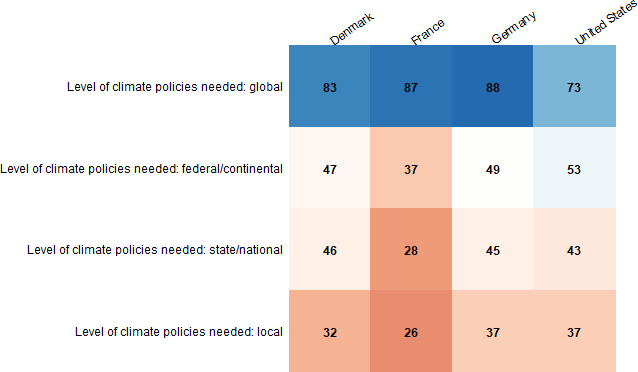 Denmark France Germany United States
Level of climate policies needed: global 83 87 88 73
Level of climate policies needed: federal/continental 47 37 49 53
Level of climate policies needed: state/national 46 28 45 43
Level of climate policies needed: local 32 26 37 37